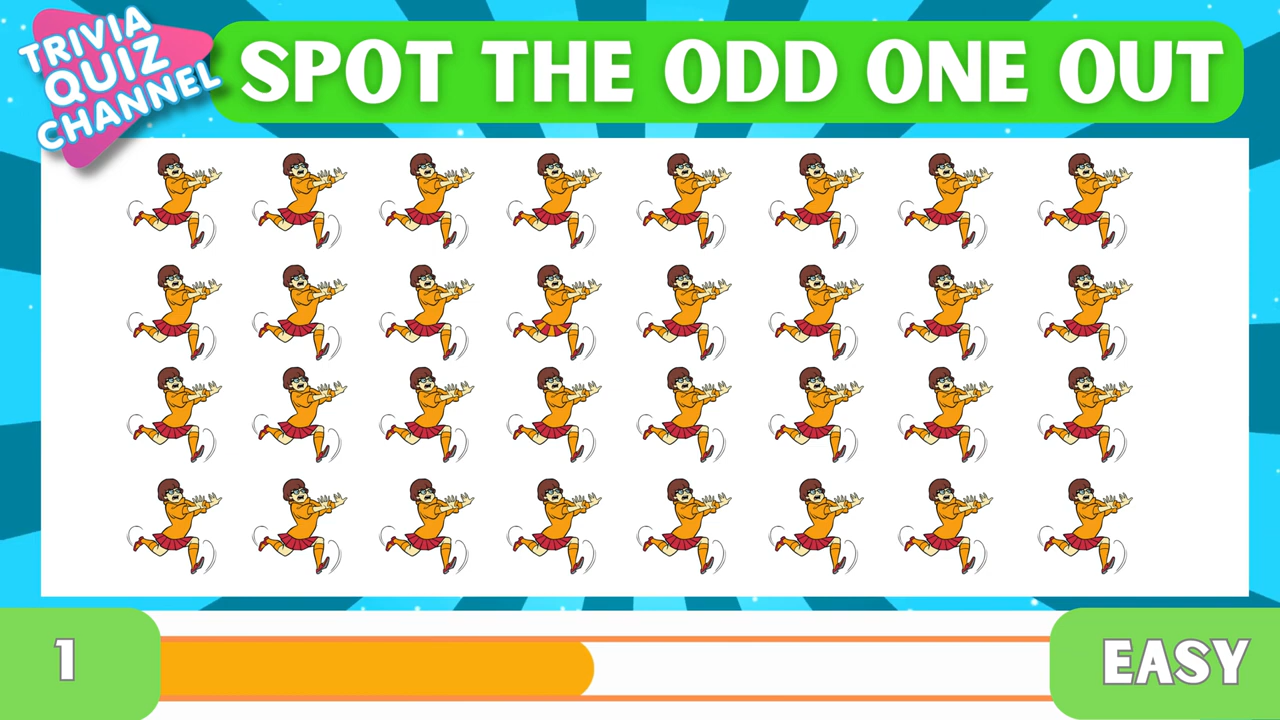 TRIVIA
QUIZ
CHANNEL
SPOT THE ODD ONE OUT
1
EASY